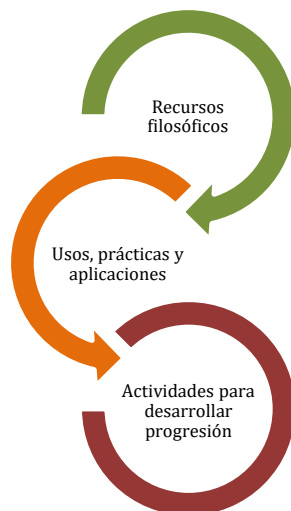 Recursos
filosóficos
Usos, prácticas y
aplicaciones
Actividades para
desarrollar
progresión